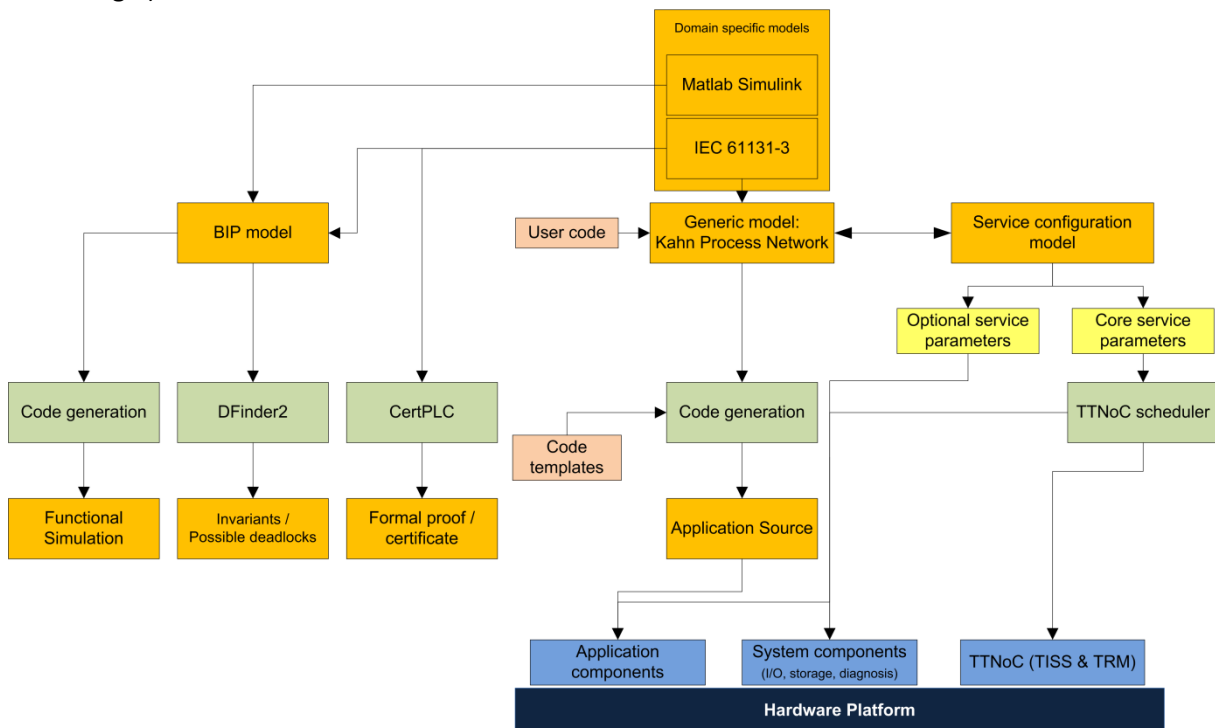 Domain specific models
Matlab Simulink
IEC 61131-3
BIP model
User code
Generic model:
Kahn Process Network
Service configuration
model
Optional service
parameters
Core service
parameters
Code generation
DFinder2
CertPLC
Code generation
TTNoC scheduler
Code
templates
Functional
Simulation
Invariants /
Possible deadlocks
Formal proof /
certificate
Application Source
Application
components
System components
(I/O, storage, diagnosis)
TTNoC (TISS & TRM)
Hardware Platform